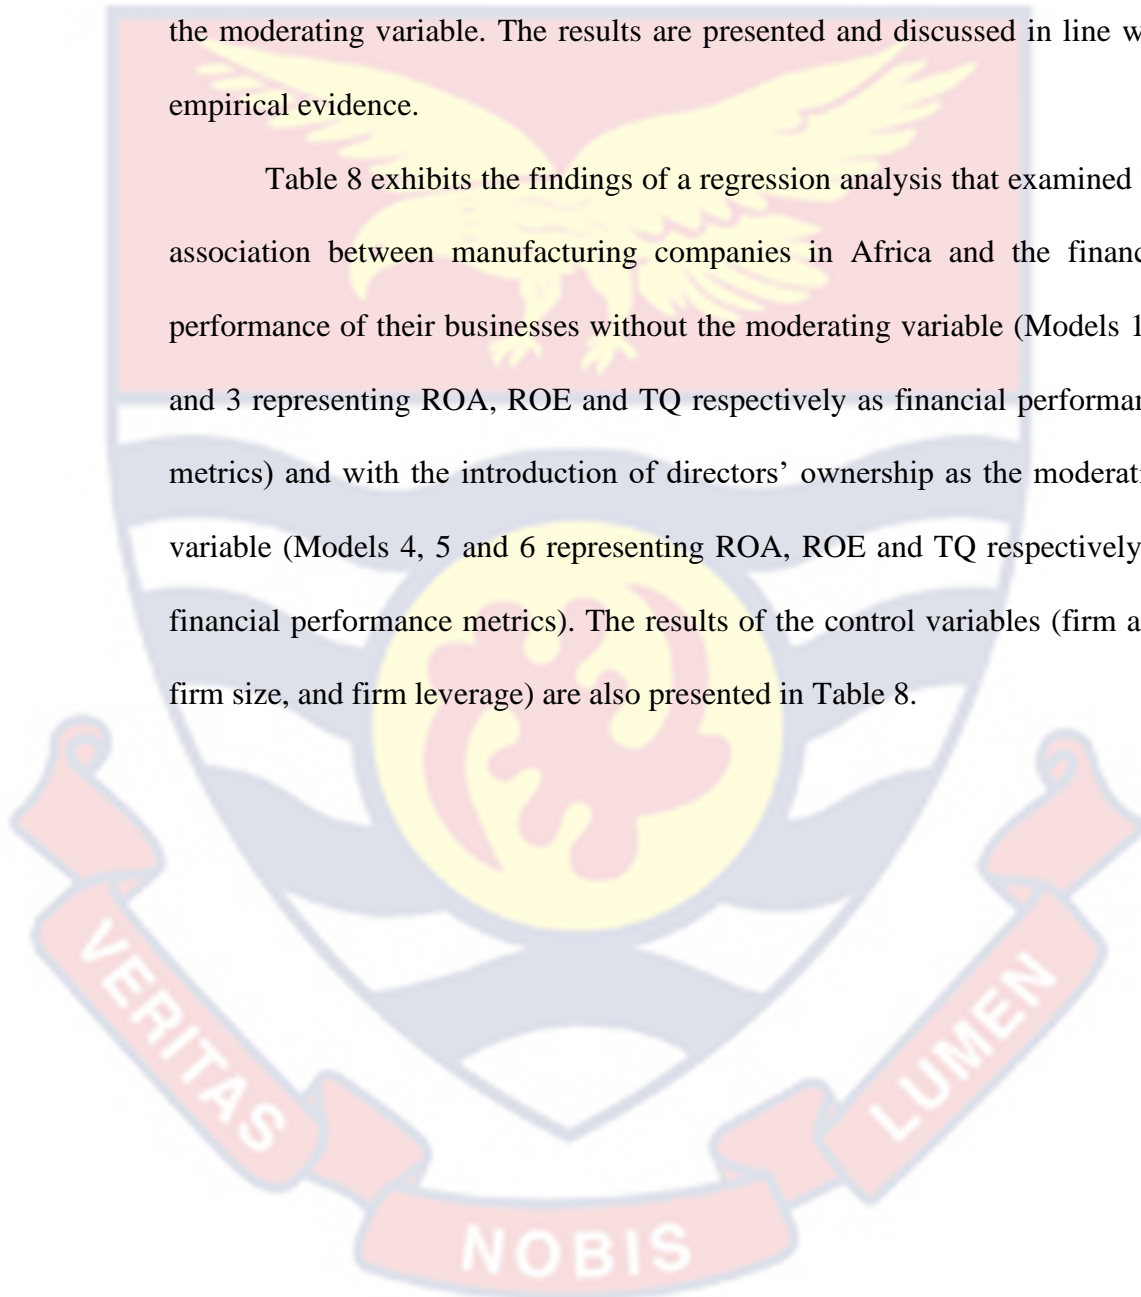 the moderating variable. The results are presented and discussed in line w
empirical evidence.
Table 8 exhibits the findings of a regression analysis that examined
association between manufacturing companies in Africa and the financ
performance of their businesses without the moderating variable (Models 1
and 3 representing ROA, ROE and TQ respectively as financial performan
metrics) and with the introduction of directors’ ownership as the moderati
variable (Models 4, 5 and 6 representing ROA, ROE and TQ respectively
financial performance metrics). The results of the control variables (firm a
firm size, and firm leverage) are also presented in Table 8.
VERITAS
NOBIS
LUMEN